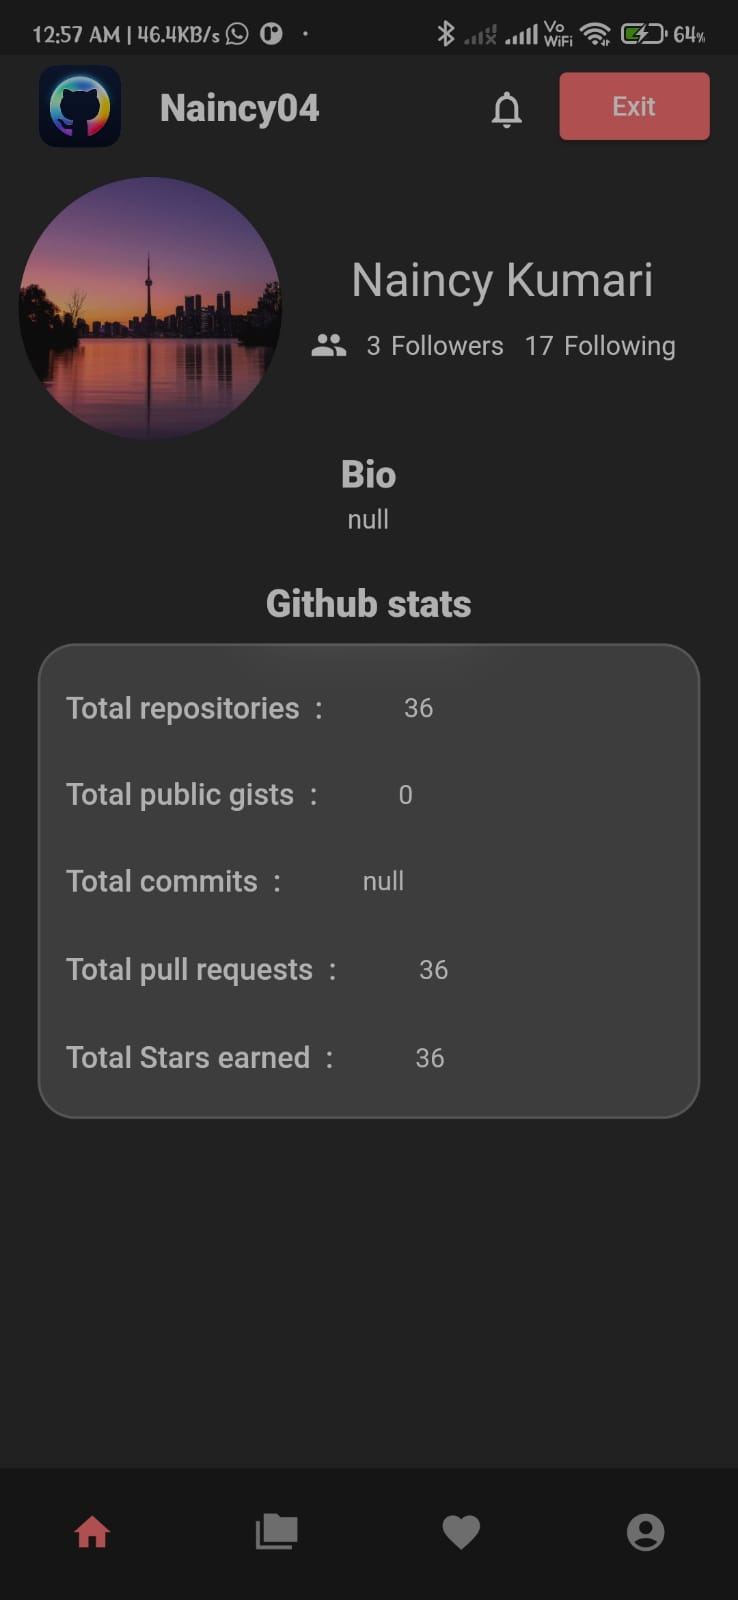 12:57 AM | 46.4KB/s Vo WiFi 64%
Naincy04 Exit
Naincy Kumari
3 Followers 17 Following
Bio
null
Github stats
Total repositories : 36
Total public gists : 0
Total commits : null
Total pull requests : 36
Total Stars earned : 36